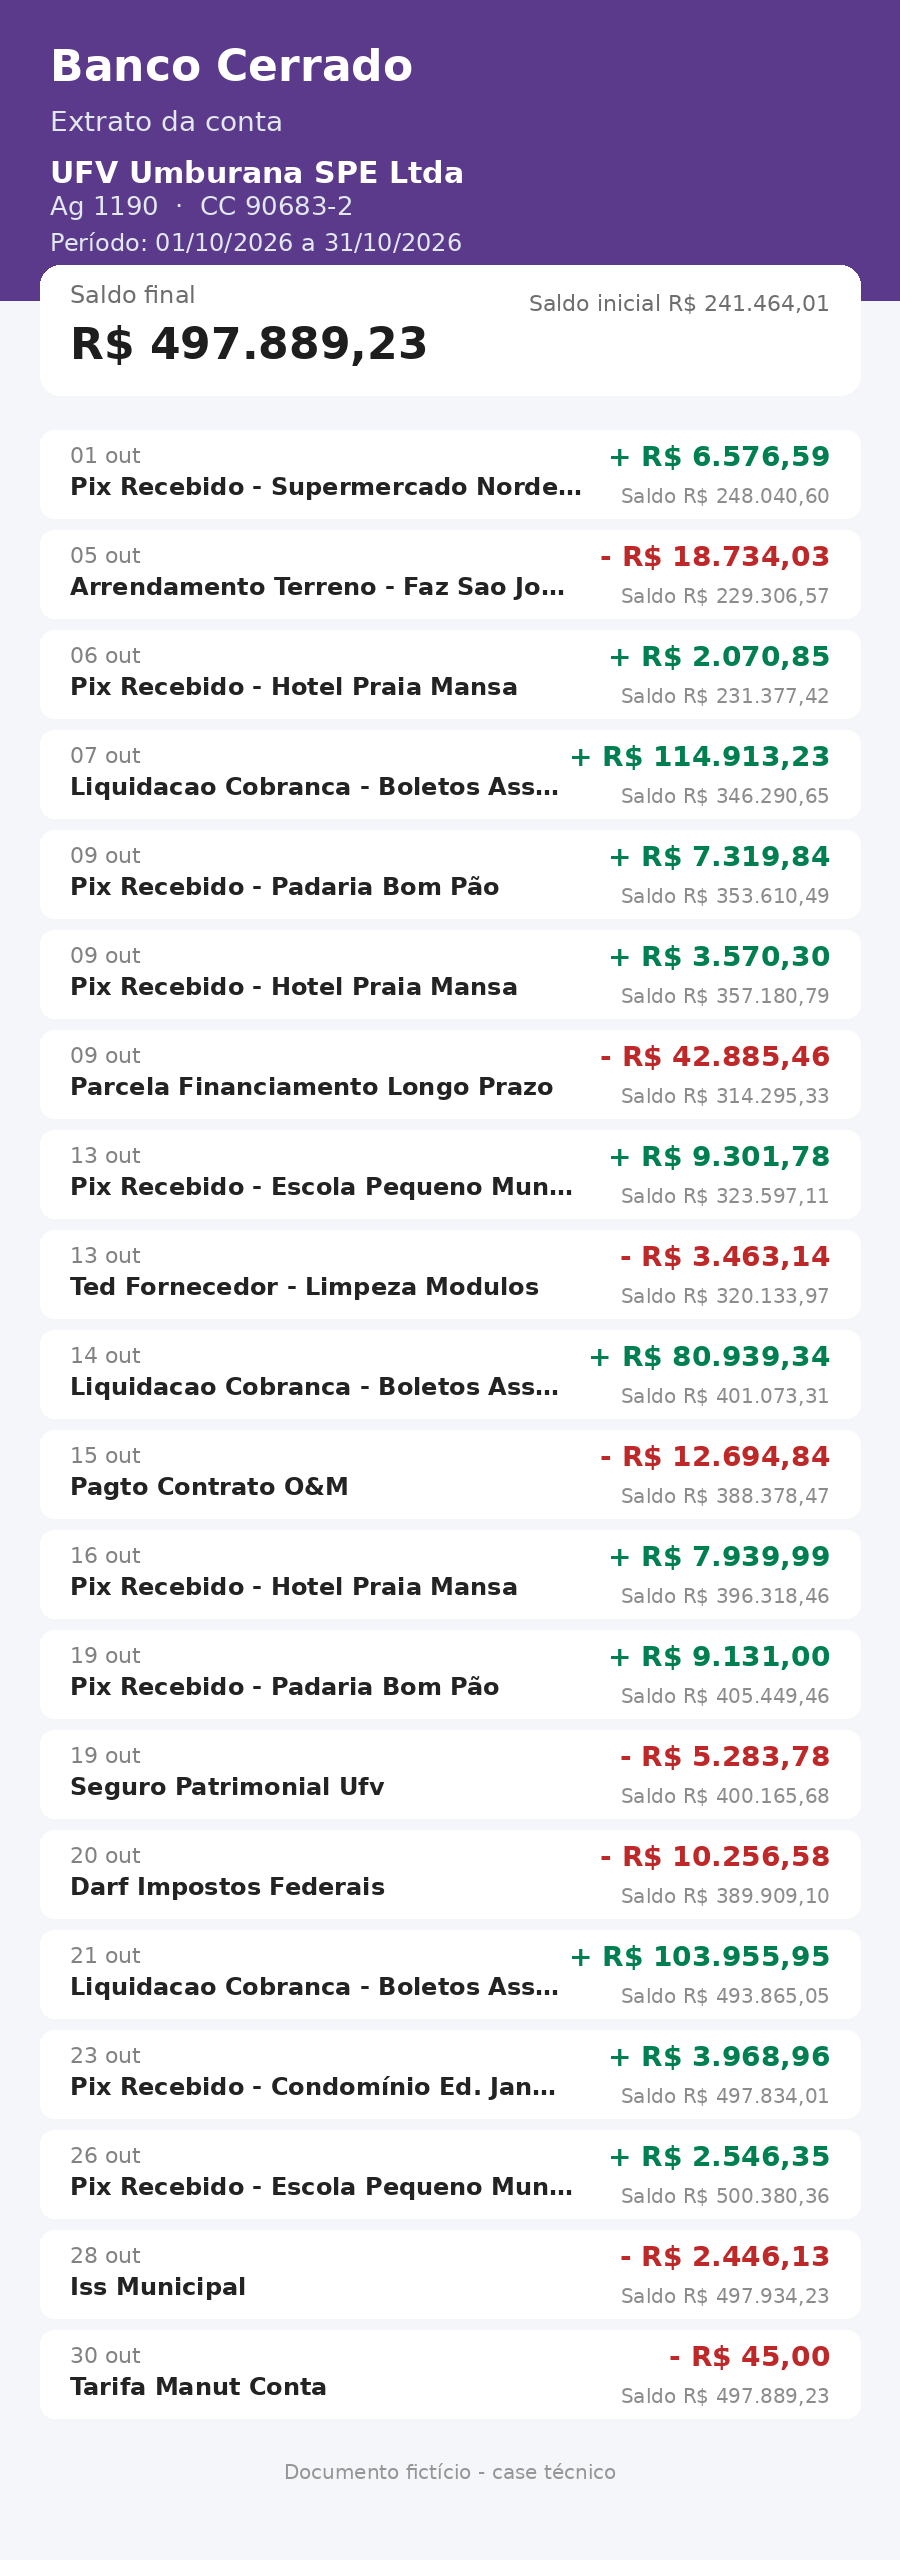 Banco Cerrado
Extrato da conta
UFV Umburana SPE Ltda
Ag 1190 · CC 90683-2
Período: 01/10/2026 a 31/10/2026
Saldo final
Saldo inicial R$ 241.464,01
R$ 497.889,23
01 out
+ R$ 6.576,59
Pix Recebido - Supermercado Norde...
Saldo R$ 248.040,60
05 out
- R$ 18.734,03
Arrendamento Terreno - Faz Sao Jo...
Saldo R$ 229.306,57
06 out
+ R$ 2.070,85
Pix Recebido - Hotel Praia Mansa
Saldo R$ 231.377,42
07 out
+ R$ 114.913,23
Liquidacao Cobranca - Boletos Ass...
Saldo R$ 346.290,65
09 out
+ R$ 7.319,84
Pix Recebido - Padaria Bom Pão
Saldo R$ 353.610,49
09 out
+ R$ 3.570,30
Pix Recebido - Hotel Praia Mansa
Saldo R$ 357.180,79
09 out
- R$ 42.885,46
Parcela Financiamento Longo Prazo
Saldo R$ 314.295,33
13 out
+ R$ 9.301,78
Pix Recebido - Escola Pequeno Mun...
Saldo R$ 323.597,11
13 out
- R$ 3.463,14
Ted Fornecedor - Limpeza Modulos
Saldo R$ 320.133,97
14 out
+ R$ 80.939,34
Liquidacao Cobranca - Boletos Ass...
Saldo R$ 401.073,31
15 out
- R$ 12.694,84
Pagto Contrato O&M
Saldo R$ 388.378,47
16 out
+ R$ 7.939,99
Pix Recebido - Hotel Praia Mansa
Saldo R$ 396.318,46
19 out
+ R$ 9.131,00
Pix Recebido - Padaria Bom Pão
Saldo R$ 405.449,46
19 out
- R$ 5.283,78
Seguro Patrimonial Ufv
Saldo R$ 400.165,68
20 out
- R$ 10.256,58
Darf Impostos Federais
Saldo R$ 389.909,10
21 out
+ R$ 103.955,95
Liquidacao Cobranca - Boletos Ass...
Saldo R$ 493.865,05
23 out
+ R$ 3.968,96
Pix Recebido - Condomínio Ed. Jan...
Saldo R$ 497.834,01
26 out
+ R$ 2.546,35
Pix Recebido - Escola Pequeno Mun...
Saldo R$ 500.380,36
28 out
- R$ 2.446,13
Iss Municipal
Saldo R$ 497.934,23
30 out
- R$ 45,00
Tarifa Manut Conta
Saldo R$ 497.889,23
Documento fictício - case técnico